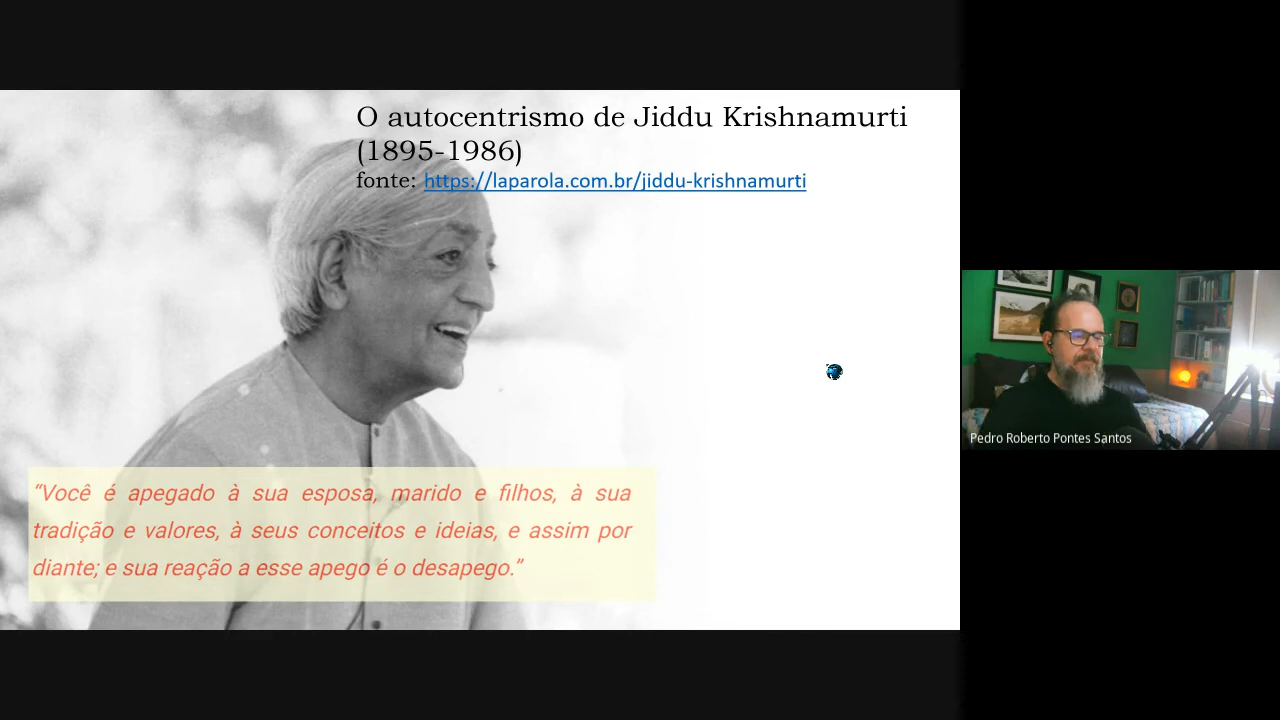 O autocentrismo de Jiddu Krishnamurti
(1895-1986)
fonte: https://laparola.com.br/jiddu-krishnamurti
“Você é apegado à sua esposa, marido e filhos, à sua
tradição e valores, à seus conceitos e ideias, e assim por
diante; e sua reação a esse apego é o desapego.”
Pedro Roberto Pontes Santos